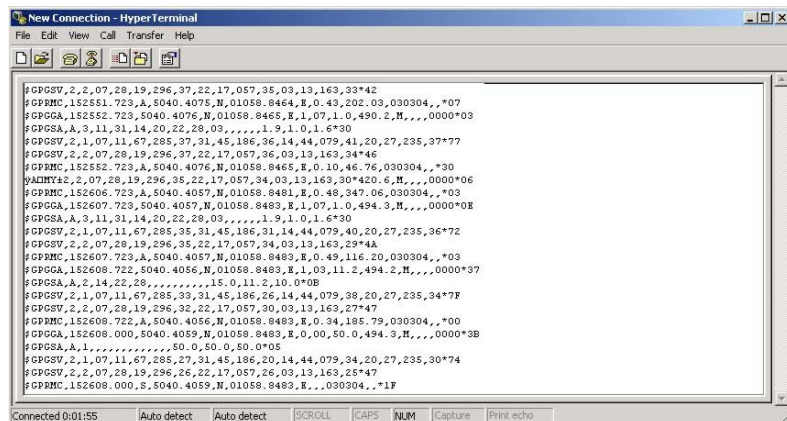 New Connection - HyperTerminal
File Edit View Call Transfer Help
$GPGSV,2,2,07,28,19,296,37,22,17,057,35,03,13,163,33*42
$GPRMC,152551.723,A,5040.4075,N,01058.8464,E,0.43,202.03,030304,,*07
$GPGGA,152552.723,5040.4076,N,01058.8465,E,1,07,1.0,490.2,M,,,,0000*03
$GPGSA,A,3,11,31,14,20,22,28,03,,,,,,1.9,1.0,1.6*30
$GPGSV,2,1,07,11,67,285,37,31,45,186,36,14,44,079,41,20,27,235,37*77
$GPGSV,2,2,07,28,19,296,37,22,17,057,36,03,13,163,34*46
$GPRMC,152552.723,A,5040.4076,N,01058.8465,E,0.10,46.76,030304,,*30
2,2,07,28,19,296,35,22,17,057,34,03,13,163,30*420.6,M,,,,0000*06
$GPRMC,152606.723,A,5040.4057,N,01058.8481,E,0.48,347.06,030304,,*03
$GPGGA,152607.723,5040.4057,N,01058.8483,E,1,07,1.0,494.3,M,,,,0000*0E
$GPGSA,A,3,11,31,14,20,22,28,03,,,,,,1.9,1.0,1.6*30
$GPGSV,2,1,07,11,67,285,35,31,45,186,31,14,44,079,40,20,27,235,36*72
$GPGSV,2,2,07,28,19,296,35,22,17,057,34,03,13,163,29*4A
$GPRMC,152607.723,A,5040.4057,N,01058.8483,E,0.49,116.20,030304,,*03
$GPGGA,152608.722,5040.4056,N,01058.8483,E,1,03,11.2,494.2,M,,,,0000*37
$GPGSA,A,2,14,22,28,,,,,,,,,,15.0,11.2,10.0*0B
$GPGSV,2,1,07,11,67,285,33,31,45,186,26,14,44,079,38,20,27,235,34*7F
$GPGSV,2,2,07,28,19,296,32,22,17,057,30,03,13,163,27*47
$GPRMC,152608.722,A,5040.4056,N,01058.8483,E,0.34,185.79,030304,,*00
$GPGGA,152608.000,5040.4059,N,01058.8483,E,0,00,50.0,494.3,M,,,,0000*3B
$GPGSA,A,1,,,,,,,,,,,,,50.0,50.0,50.0*05
$GPGSV,2,1,07,11,67,285,27,31,45,186,20,14,44,079,34,20,27,235,30*74
$GPGSV,2,2,07,28,19,296,26,22,17,057,26,03,13,163,25*47
$GPRMC,152608.000,S,5040.4059,N,01058.8483,E,,,030304,,*1F
Connected 0:01:55 Auto detect Auto detect SCROLL CAPS NUM Capture Print echo